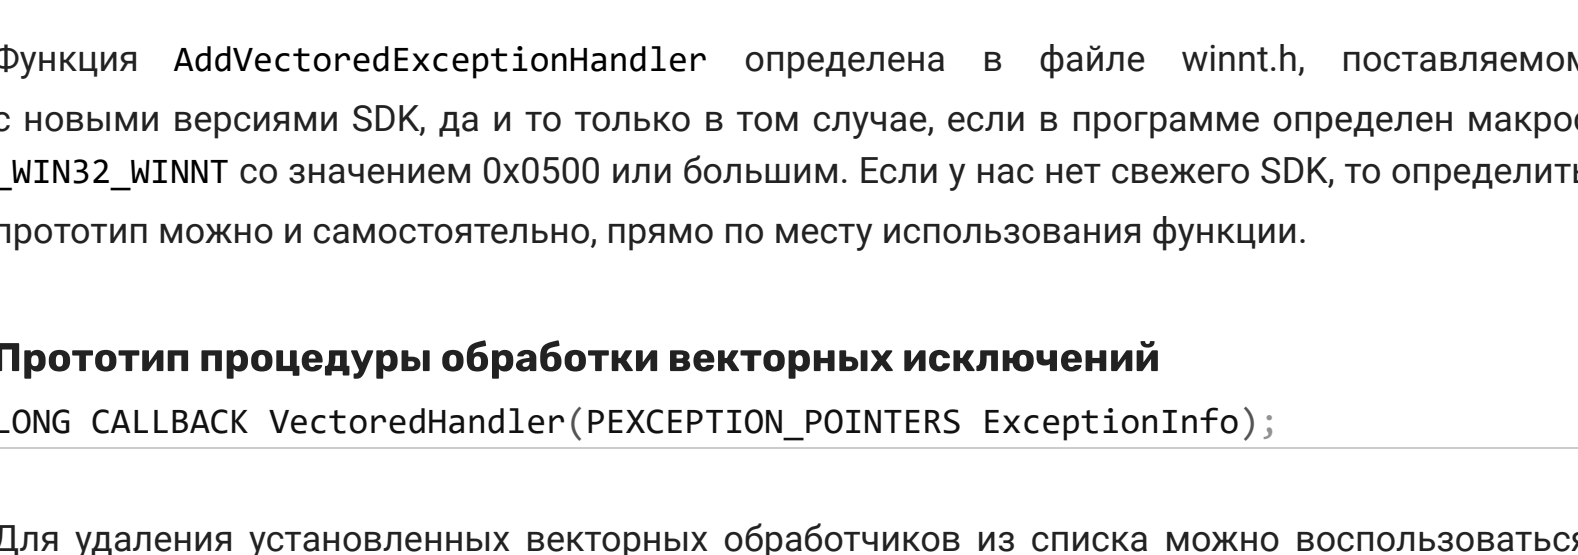 Функция AddVectoredExceptionHandler определена в файле winnt.h, поставляемом
с новыми версиями SDK, да и то только в том случае, если в программе определен макрос
_WIN32_WINNT со значением 0x0500 или большим. Если у нас нет свежего SDK, то определить
прототип можно и самостоятельно, прямо по месту использования функции.
Прототип процедуры обработки векторных исключений
LONG CALLBACK VectoredHandler(PEXCEPTION_POINTERS ExceptionInfo);
Для удаления установленных векторных обработчиков из списка можно воспользоваться